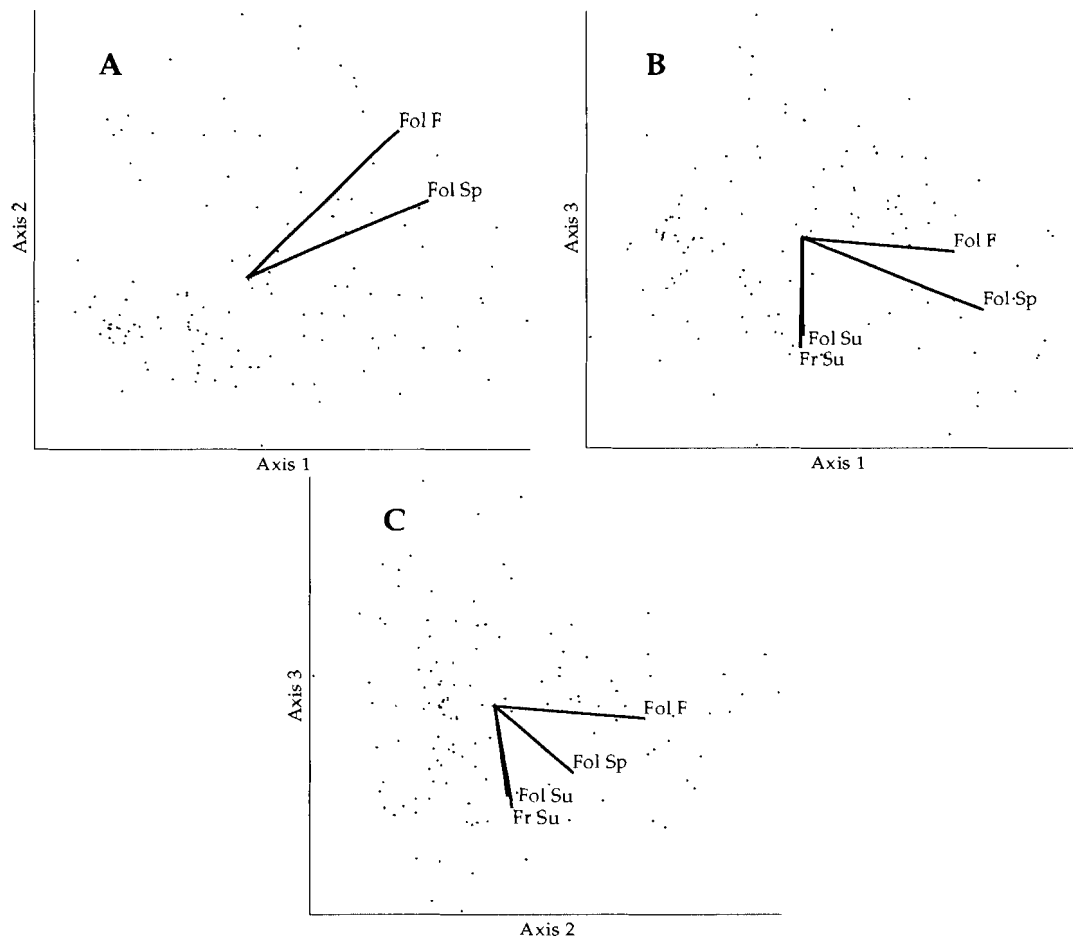 A
Fol F
Fol Sp
Axis 2
Axis 1
B
Fol F
Fol Sp
Fol Su
Fr Su
Axis 3
Axis 1
C
Fol F
Fol Sp
Fol Su
Fr Su
Axis 3
Axis 2